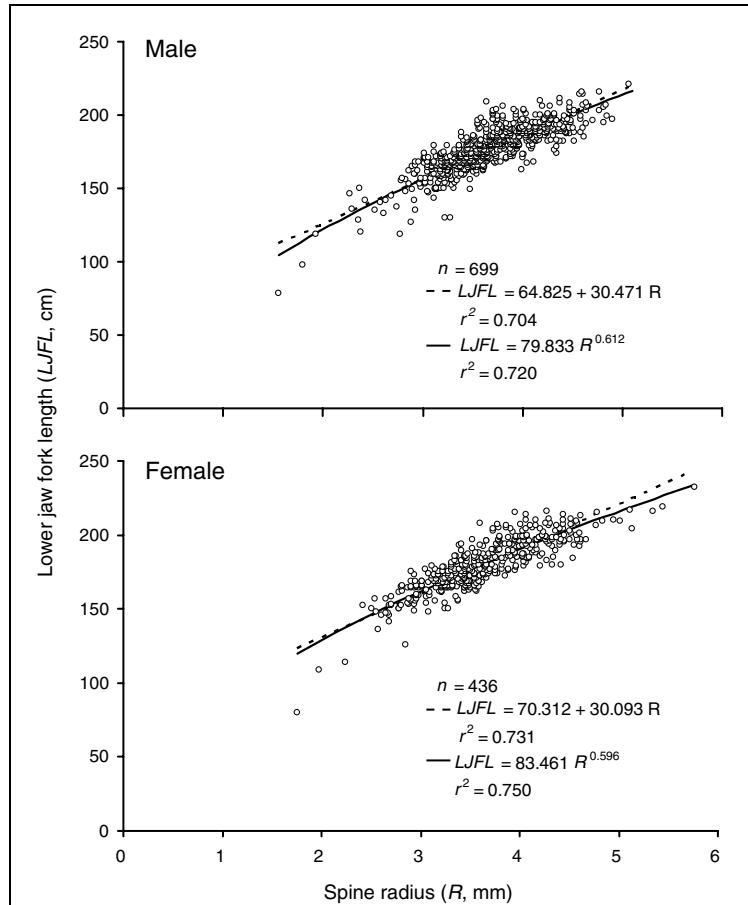 Male
250
200
150
100
50
0
n = 699
LJFL = 64.825 + 30.471 R
r² = 0.704
LJFL = 79.833 R^0.612
r² = 0.720
Lower jaw fork length (LJFL, cm)
Female
250
200
150
100
50
0
n = 436
LJFL = 70.312 + 30.093 R
r² = 0.731
LJFL = 83.461 R^0.596
r² = 0.750
0 1 2 3 4 5 6
Spine radius (R, mm)